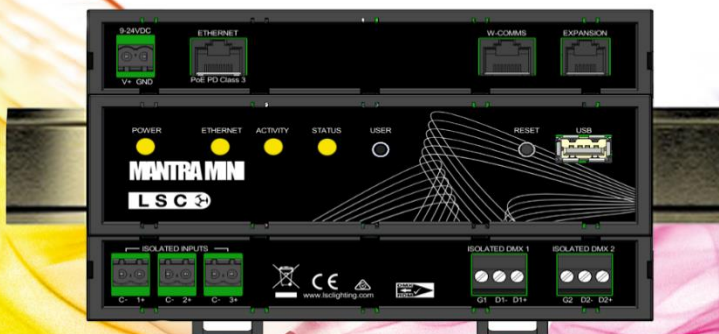 9-24VDC ETHERNET W-COMMS EXPANSION
V+ GND PoE PD Class 3
POWER ETHERNET ACTIVITY STATUS USER RESET USB
MANTRA MINI
LSC
ISOLATED INPUTS ISOLATED DMX 1 ISOLATED DMX 2
CE
www.lsclighting.com
C- 1+ C- 2+ C- 3+ G1 D1- D1+ G2 D2- D2+